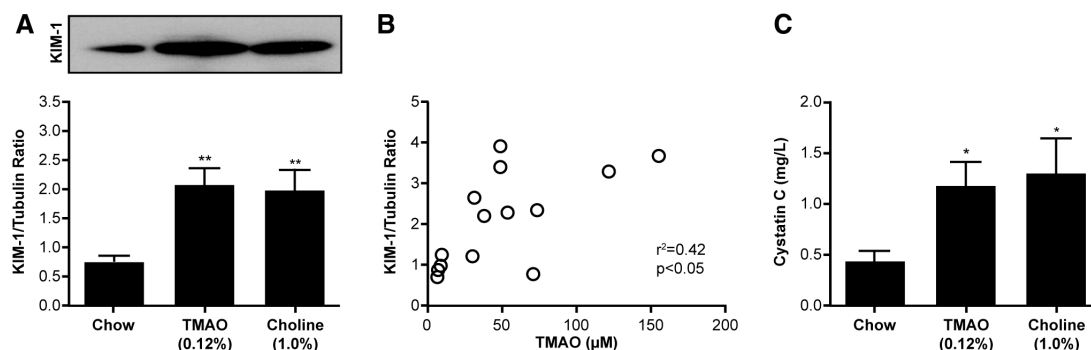 A
KIM-1
KIM-1/Tubulin Ratio
3.5
3.0
2.5
2.0
1.5
1.0
0.5
0.0
**
**
Chow
TMAO
(0.12%)
Choline
(1.0%)
B
KIM-1/Tubulin Ratio
5
4
3
2
1
0
r²=0.42
p<0.05
0
50
100
150
200
TMAO (µM)
C
Cystatin C (mg/L)
2.0
1.5
1.0
0.5
0.0
*
*
Chow
TMAO
(0.12%)
Choline
(1.0%)